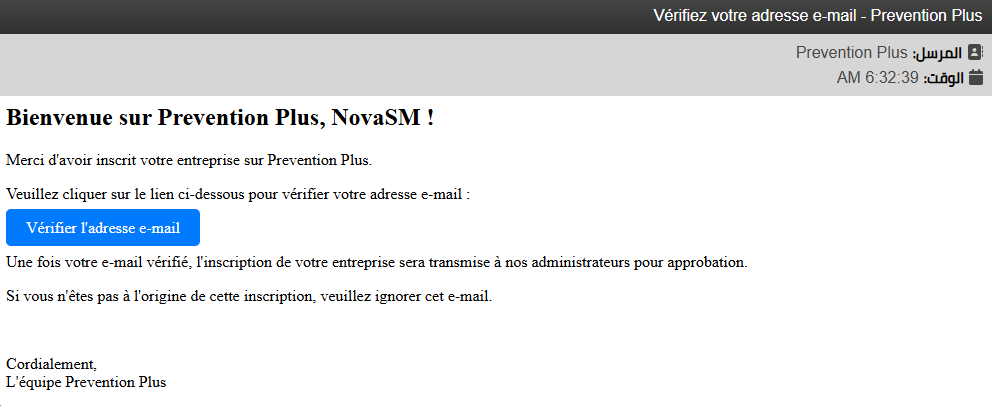 Vérifiez votre adresse e-mail - Prevention Plus
المرسل: Prevention Plus
الوقت: 6:32:39 AM
Bienvenue sur Prevention Plus, NovaSM !
Merci d'avoir inscrit votre entreprise sur Prevention Plus.
Veuillez cliquer sur le lien ci-dessous pour vérifier votre adresse e-mail :
Vérifier l'adresse e-mail
Une fois votre e-mail vérifié, l'inscription de votre entreprise sera transmise à nos administrateurs pour approbation.
Si vous n'êtes pas à l'origine de cette inscription, veuillez ignorer cet e-mail.
Cordialement,
L'équipe Prevention Plus